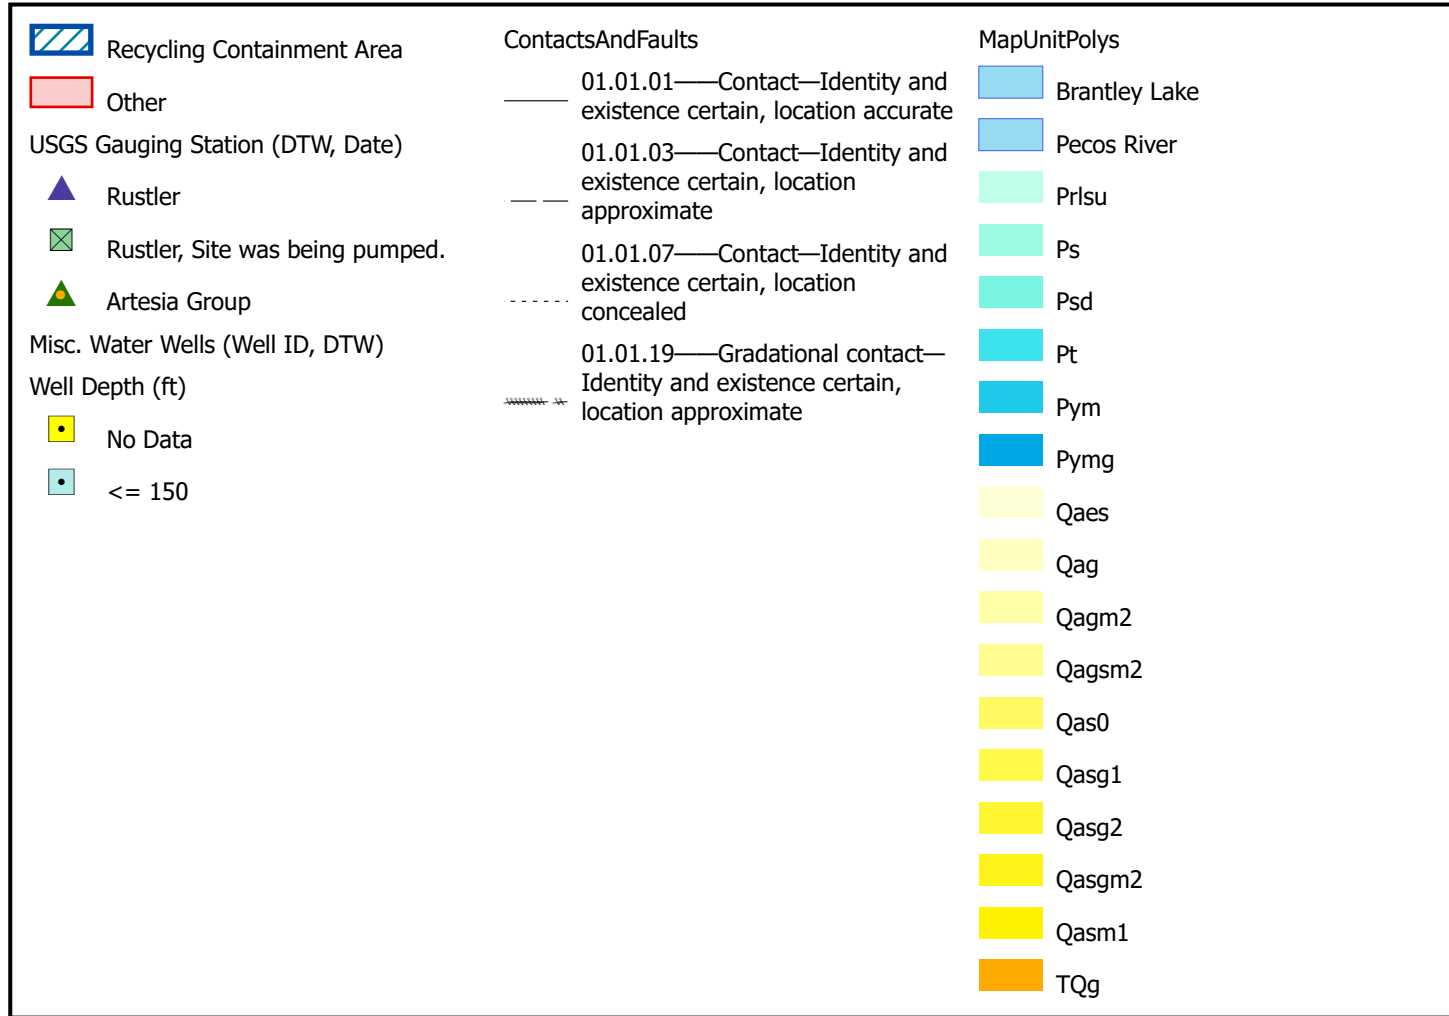 Recycling Containment Area
Other
USGS Gauging Station (DTW, Date)
Rustler
Rustler, Site was being pumped.
Artesia Group
Misc. Water Wells (Well ID, DTW)
Well Depth (ft)
No Data
<= 150
ContactsAndFaults
01.01.01——Contact—Identity and
existence certain, location accurate
01.01.03——Contact—Identity and
existence certain, location
approximate
01.01.07——Contact—Identity and
existence certain, location
concealed
01.01.19——Gradational contact—
Identity and existence certain,
location approximate
MapUnitPolys
Brantley Lake
Pecos River
Prlsu
Ps
Psd
Pt
Pym
Pymg
Qaes
Qag
Qagm2
Qagsm2
Qas0
Qasg1
Qasg2
Qasgm2
Qasm1
TQg